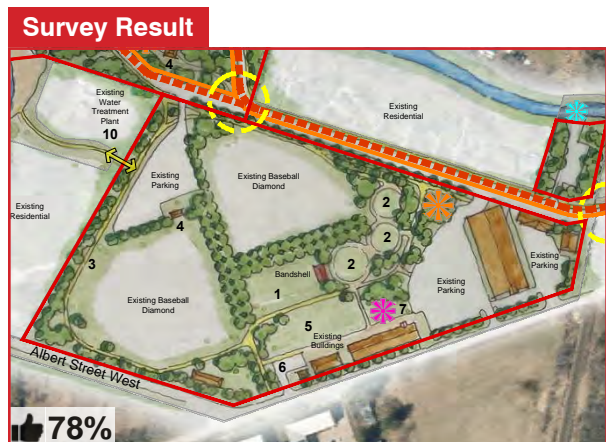 Survey Result
4
Existing
Water
Treatment
Plant
10
Existing
Residential
Existing
Parking
Existing Baseball
Diamond
Existing
Residential
4
2
2
2
3
Bandshell
1
Existing Baseball
Diamond
Existing
Parking
Existing
Parking
7
5
Existing
Buildings
6
Albert Street West
78%